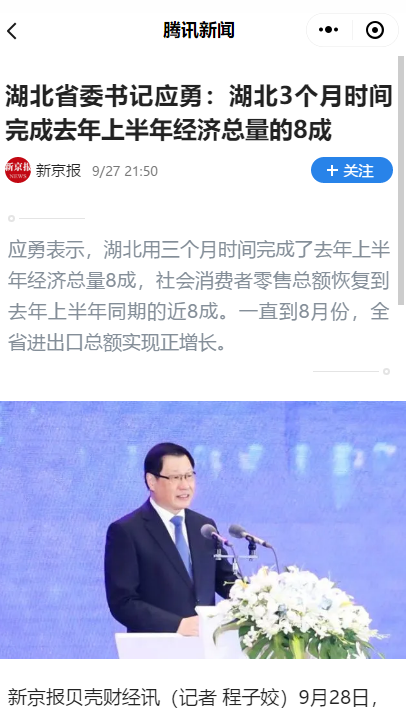 腾讯新闻
湖北省委书记应勇：湖北3个月时间
完成去年上半年经济总量的8成
新京报
NEWS
新京报 9/27 21:50
+ 关注
应勇表示，湖北用三个月时间完成了去年上半
年经济总量8成，社会消费者零售总额恢复到
去年上半年同期的近8成。一直到8月份，全
省进出口总额实现正增长。
新京报贝壳财经讯（记者 程子姣）9月28日，